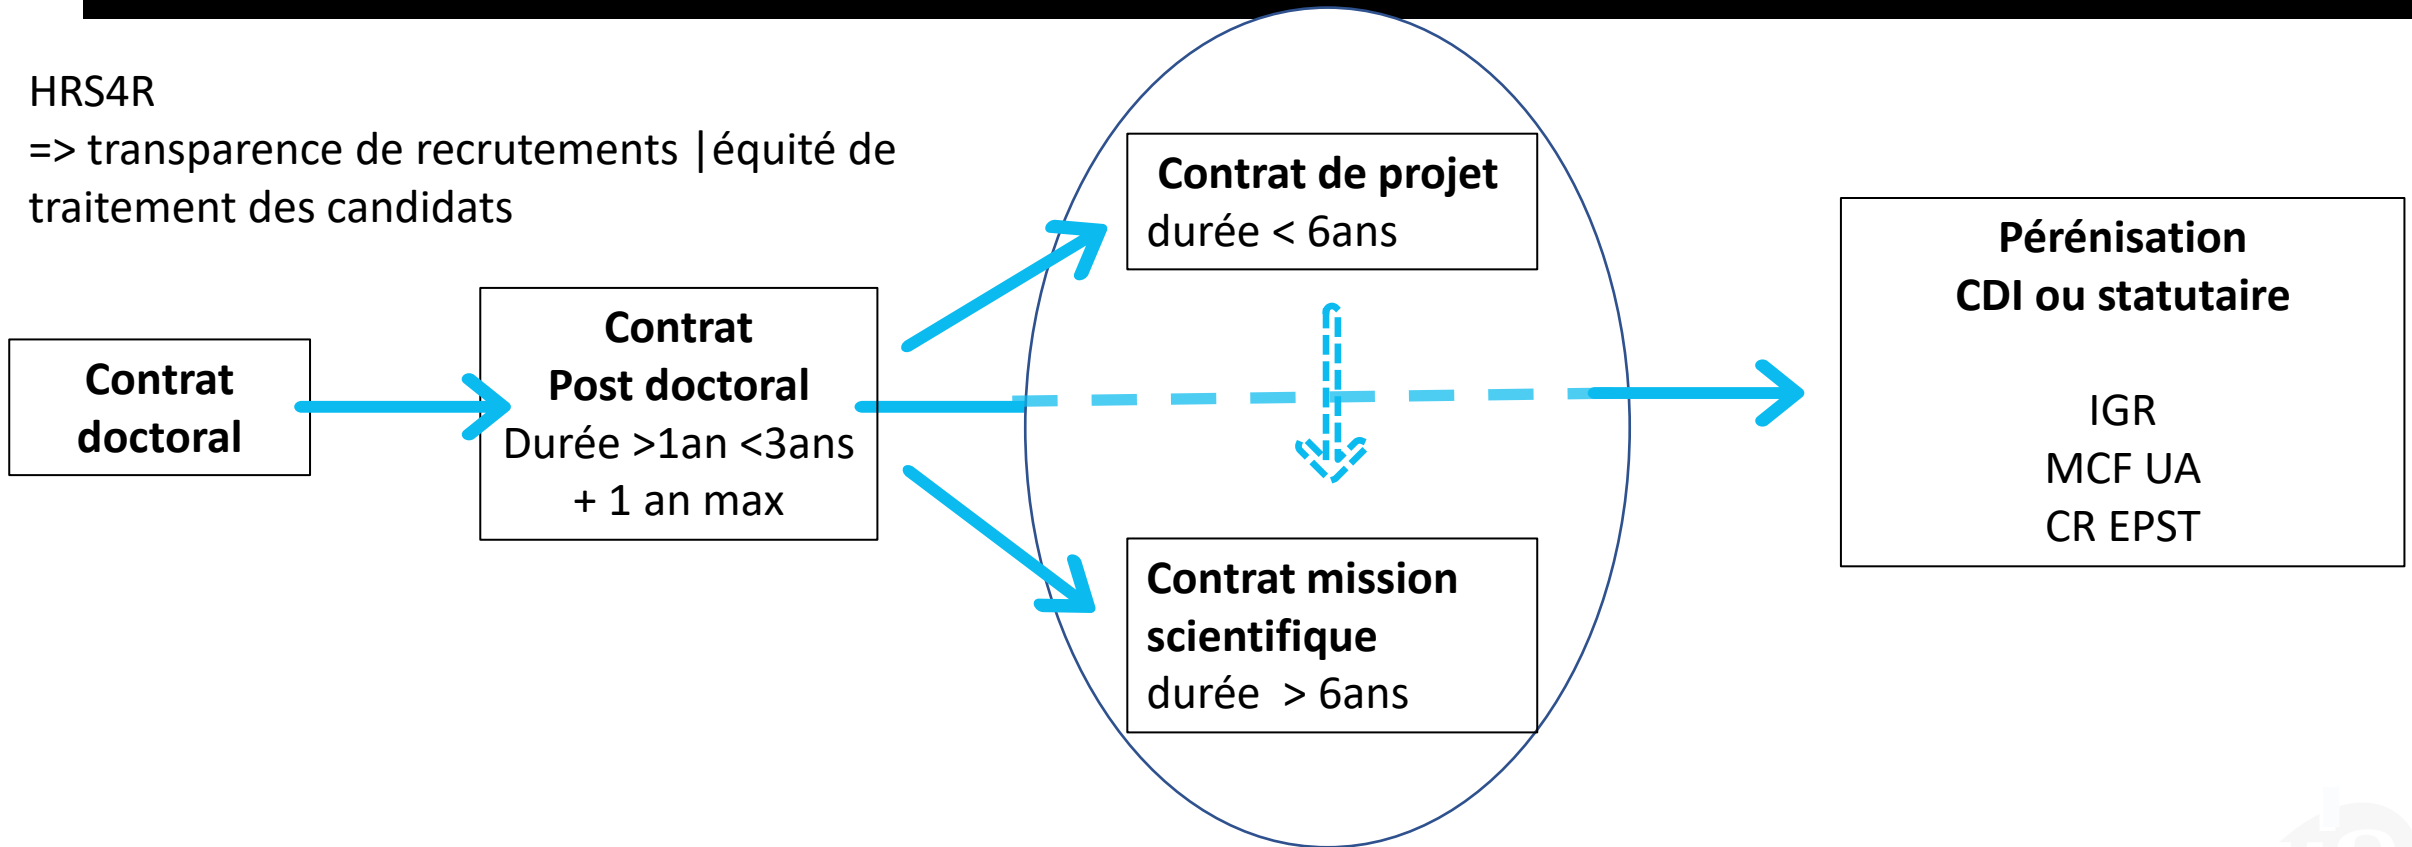 HRS4R
=> transparence de recrutements |équité de
traitement des candidats
Contrat
doctoral
Contrat
Post doctoral
Durée >1an <3ans
+ 1 an max
Contrat de projet
durée < 6ans
Contrat mission
scientifique
durée  > 6ans
Pérénisation
CDI ou statutaire
IGR
MCF UA
CR EPST